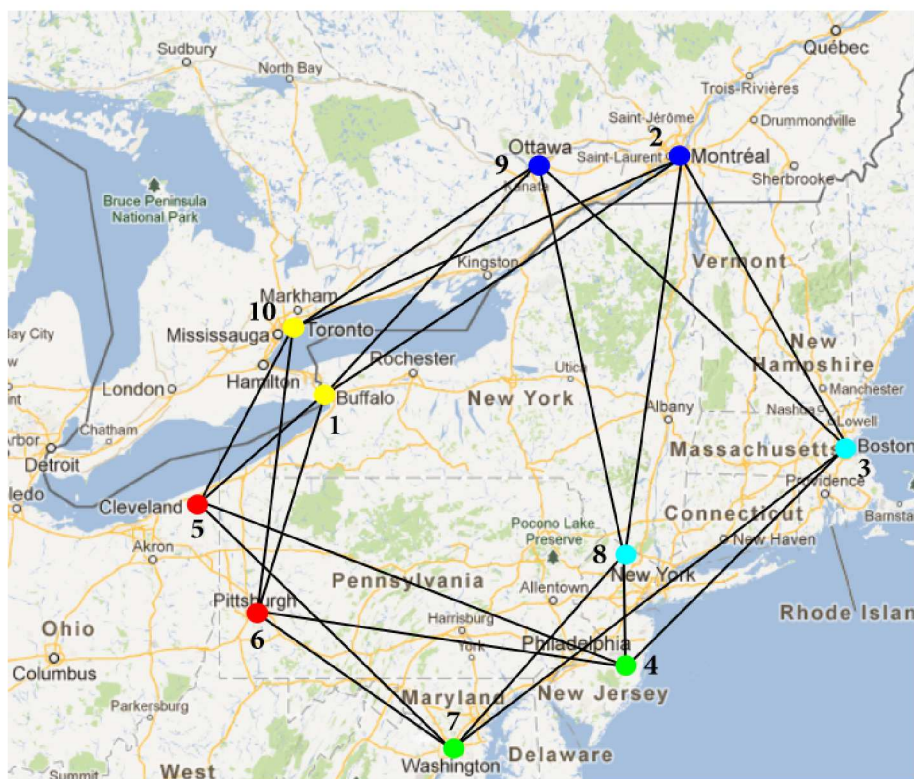 Québec
Sudbury
North Bay
Trois-Rivières
Saint-Jérôme
Drummondville
2
Ottawa
9
Saint-Laurent
Montréal
Sherbrooke
Kanata
Bruce Peninsula
National Park
Kingston
Vermont
Markham
10
Toronto
Mississauga
Bay City
New
Hampshire
Rochester
Hamilton
Utica
London
Buffalo
New York
Manchester
Albany
Nashua
Lowell
1
Chatham
Arbor
Detroit
Massachusetts
Boston
3
Providence
Cleveland
5
Connecticut
Barnsta
Pocono Lake
Preserve
New Haven
8
Akron
New York
Pennsylvania
Allentown
Pittsburgh
Rhode Islan
Harrisburg
6
Ohio
Philadelphia
York
4
Columbus
Maryland
New Jersey
Parkersburg
7
Delaware
Washington
West
Summit